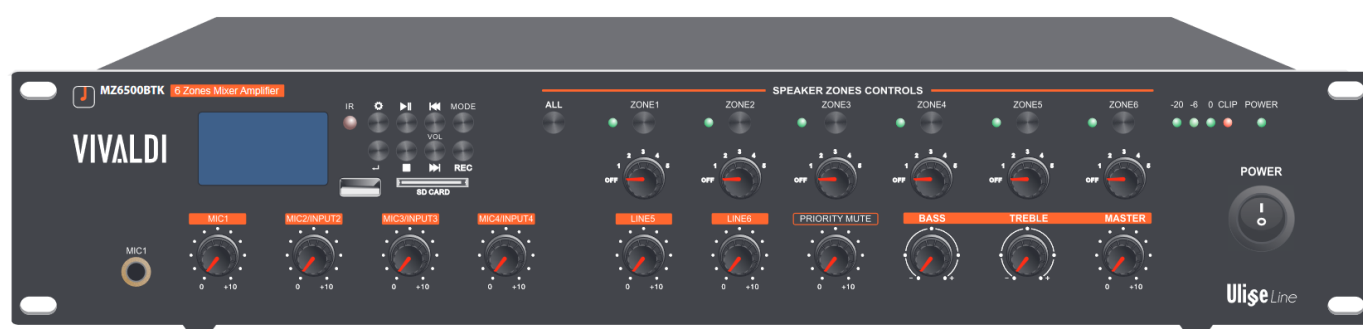 MZ6500BTK 6 Zones Mixer Amplifier
VIVALDI
IR MODE
VOL
REC
SD CARD
SPEAKER ZONES CONTROLS
ALL ZONE1 ZONE2 ZONE3 ZONE4 ZONE5 ZONE6
-20 -6 0 CLIP POWER
OFF 1 2 3 4 5 OFF 1 2 3 4 5 OFF 1 2 3 4 5 OFF 1 2 3 4 5 OFF 1 2 3 4 5 OFF 1 2 3 4 5
POWER
I
O
MIC1 MIC2/INPUT2 MIC3/INPUT3 MIC4/INPUT4 LINE5 LINE6 PRIORITY MUTE BASS TREBLE MASTER
MIC1
0 +10 0 +10 0 +10 0 +10 0 +10 0 +10 0 +10 - + - + 0 +10
Ulisse Line